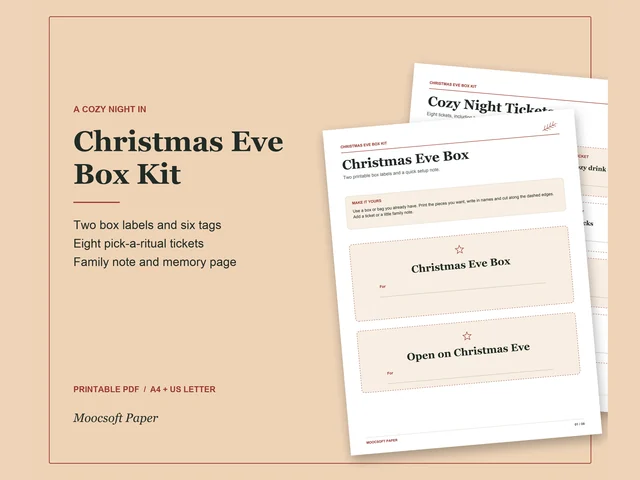 A COZY NIGHT IN
Christmas Eve
Box Kit
Two box labels and six tags
Eight pick-a-ritual tickets
Family note and memory page
PRINTABLE PDF / A4 + US LETTER
Moocsoft Paper
CHRISTMAS EVE BOX KIT
Cozy Night Tickets
Eight tickets, including
CHRISTMAS EVE BOX KIT
Christmas Eve Box
Two printable box labels and a quick setup note.
MAKE IT YOURS
Use a box or bag you already have. Print the pieces you want, write in names and cut along the dashed edges.
Add a ticket or a little family note.
Christmas Eve Box
For
Open on Christmas Eve
For
MOOCSOFT PAPER
drink